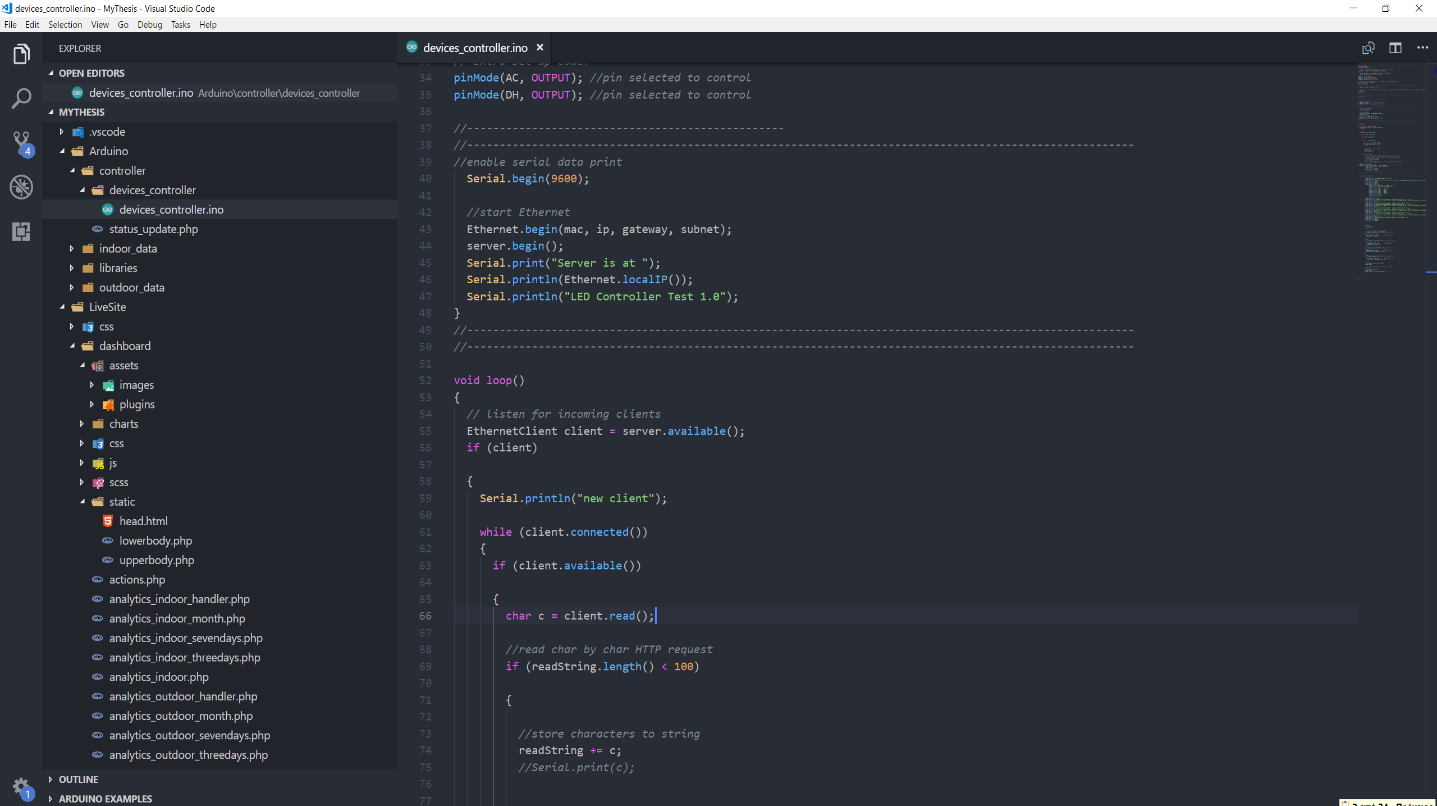 devices_controller.ino - MyThesis - Visual Studio Code
File Edit Selection View Go Debug Tasks Help
EXPLORER
OPEN EDITORS
devices_controller.ino Arduino\controller\devices_controller
MYTHESIS
.vscode
Arduino
controller
devices_controller
devices_controller.ino
status_update.php
indoor_data
libraries
outdoor_data
LiveSite
css
dashboard
assets
images
plugins
charts
css
js
scss
static
head.html
lowerbody.php
upperbody.php
actions.php
analytics_indoor_handler.php
analytics_indoor_month.php
analytics_indoor_sevendays.php
analytics_indoor_threedays.php
analytics_indoor.php
analytics_outdoor_handler.php
analytics_outdoor_month.php
analytics_outdoor_sevendays.php
analytics_outdoor_threedays.php
OUTLINE
ARDUINO EXAMPLES
4
1
devices_controller.ino
34 pinMode(AC, OUTPUT); //pin selected to control
35 pinMode(DH, OUTPUT); //pin selected to control
36
37 //-------------------------------------------------
38 //-------------------------------------------------------------------------------------------------------
39 //enable serial data print
40 Serial.begin(9600);
41
42 //start Ethernet
43 Ethernet.begin(mac, ip, gateway, subnet);
44 server.begin();
45 Serial.print("Server is at ");
46 Serial.println(Ethernet.localIP());
47 Serial.println("LED Controller Test 1.0");
48 }
49 //-------------------------------------------------------------------------------------------------------
50 //-------------------------------------------------------------------------------------------------------
51
52 void loop()
53 {
54 // listen for incoming clients
55 EthernetClient client = server.available();
56 if (client)
57
58 {
59 Serial.println("new client");
60
61 while (client.connected())
62 {
63 if (client.available())
64
65 {
66 char c = client.read();
67
68 //read char by char HTTP request
69 if (readString.length() < 100)
70
71 {
72
73 //store characters to string
74 readString += c;
75 //Serial.print(c);
76
77